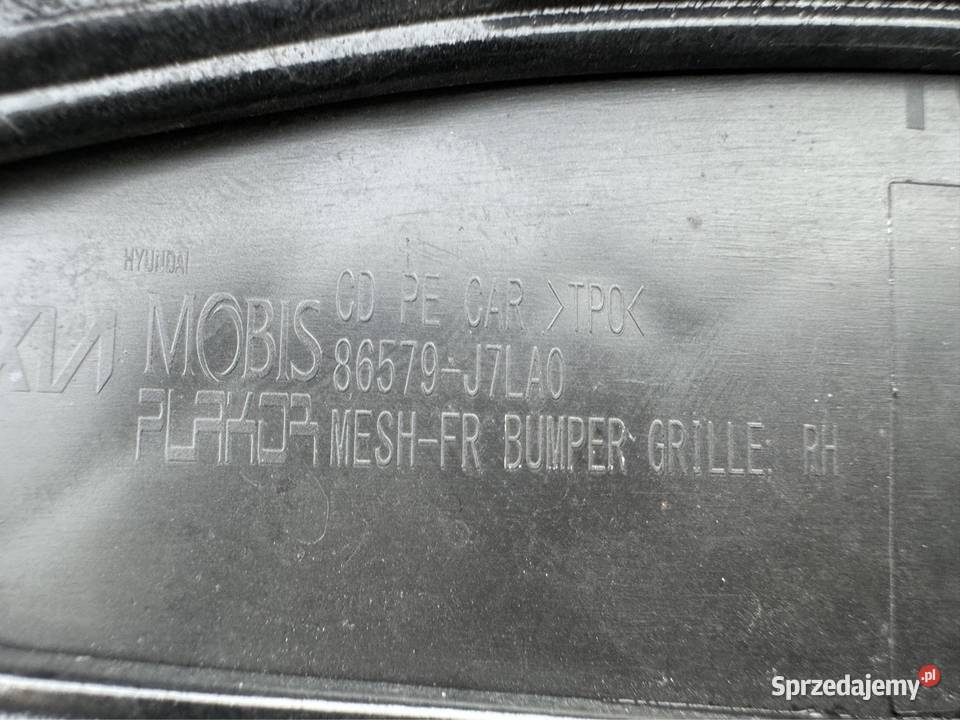 HYUNDAI
KIA MOBIS CD PE CAR >TPO<
86579-J7LA0
PLAKOR MESH-FR BUMPER GRILLE: RH
Sprzedajemy.pl